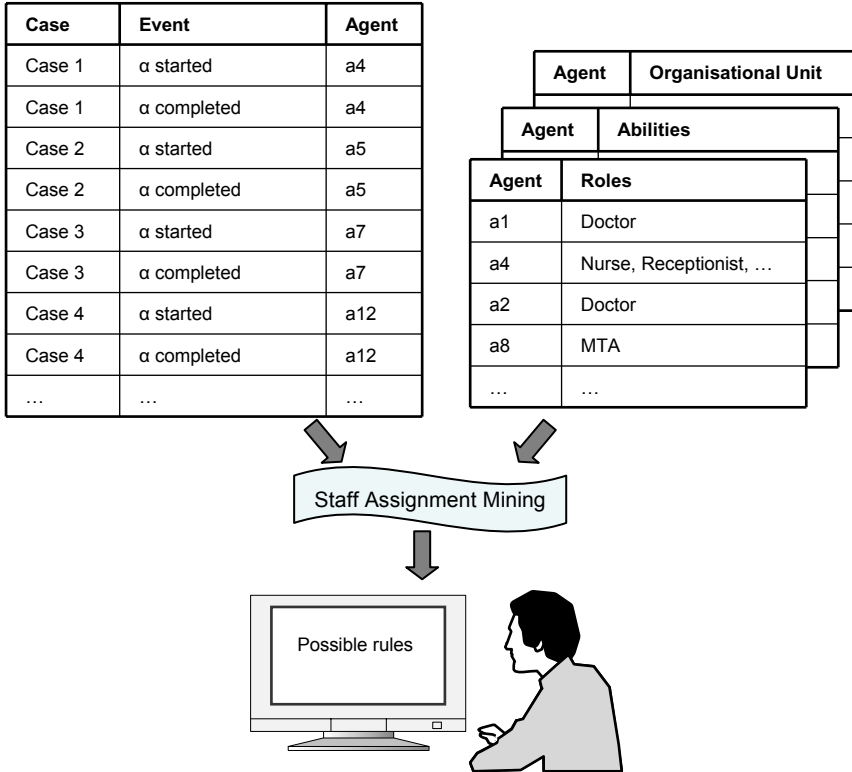 Case Event Agent
Case 1 α started a4
Case 1 α completed a4
Case 2 α started a5
Case 2 α completed a5
Case 3 α started a7
Case 3 α completed a7
Case 4 α started a12
Case 4 α completed a12
… … …
Agent Organisational Unit
Agent Abilities
Agent Roles
a1 Doctor
a4 Nurse, Receptionist, …
a2 Doctor
a8 MTA
… …
Staff Assignment Mining
Possible rules